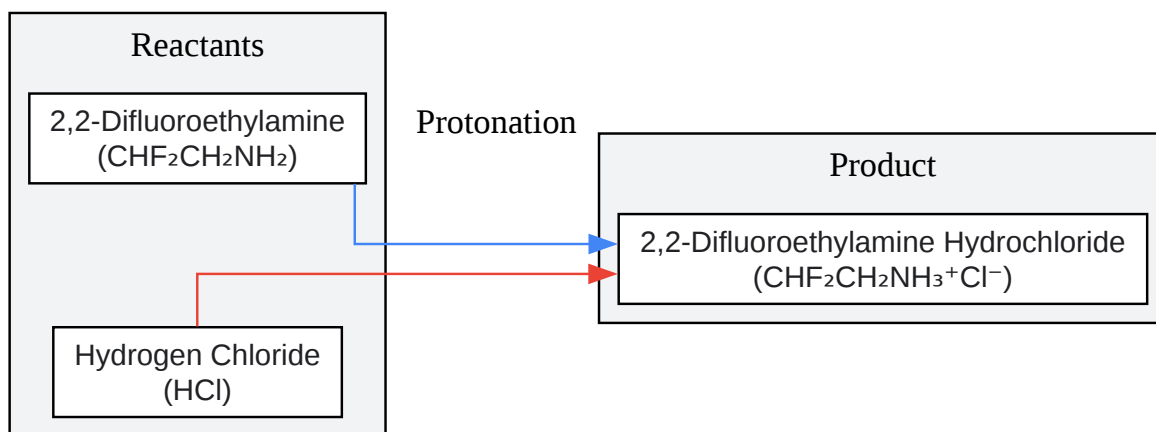 Reactants
2,2-Difluoroethylamine
(CHF₂CH₂NH₂)
Protonation
Product
2,2-Difluoroethylamine Hydrochloride
(CHF₂CH₂NH₃⁺Cl⁻)
Hydrogen Chloride
(HCl)